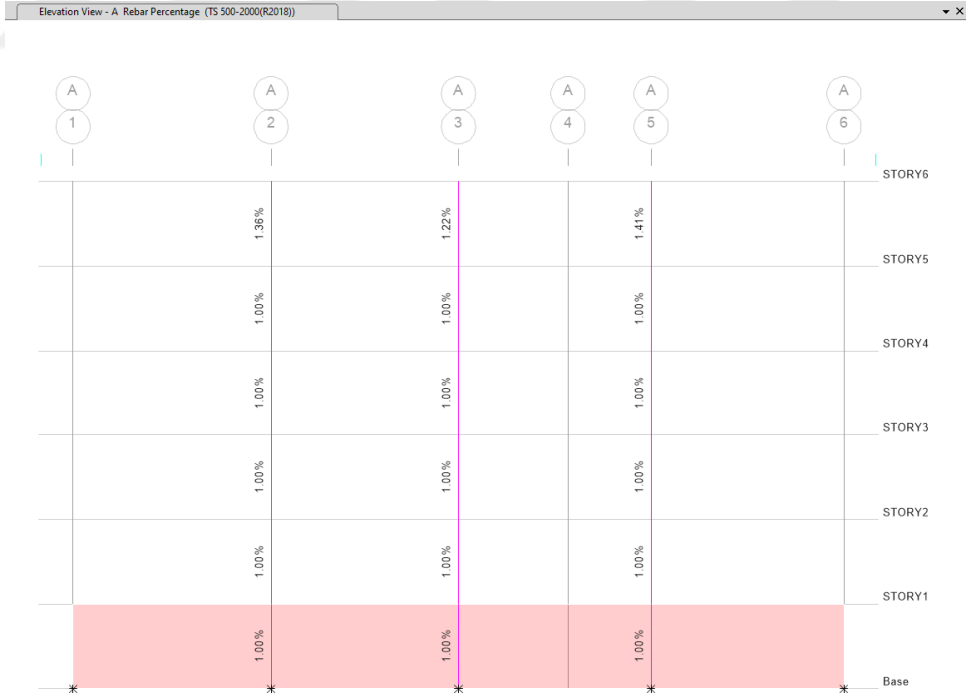 Elevation View - A Rebar Percentage (TS 500-2000(R2018))
A A A A A A
1 2 3 4 5 6
STORY6
1.36% 1.22% 1.41%
STORY5
1.00% 1.00% 1.00%
STORY4
1.00% 1.00% 1.00%
STORY3
1.00% 1.00% 1.00%
STORY2
1.00% 1.00% 1.00%
STORY1
1.00% 1.00% 1.00%
Base